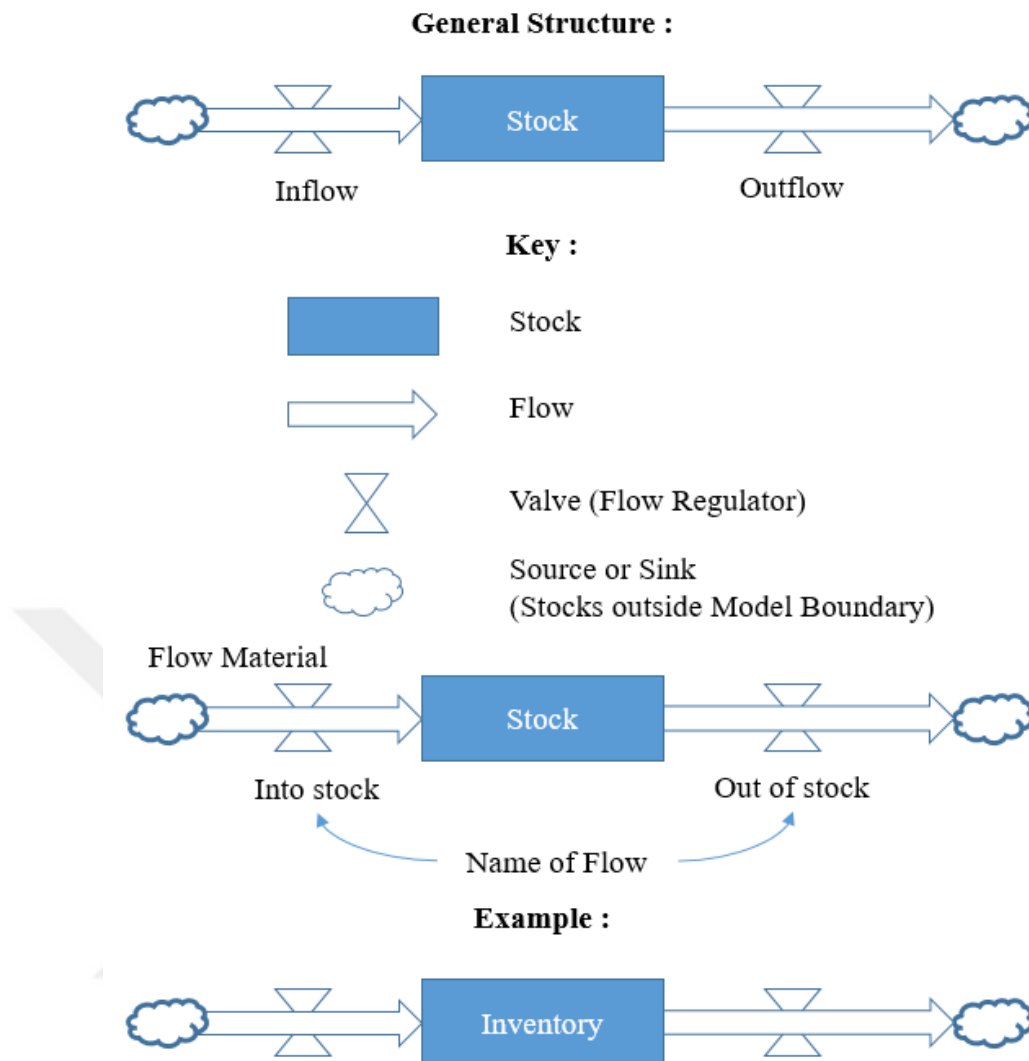 General Structure :
Stock
Inflow
Outflow
Key :
Stock
Flow
Valve (Flow Regulator)
Source or Sink
(Stocks outside Model Boundary)
Flow Material
Stock
Into stock
Out of stock
Name of Flow
Example :
Inventory